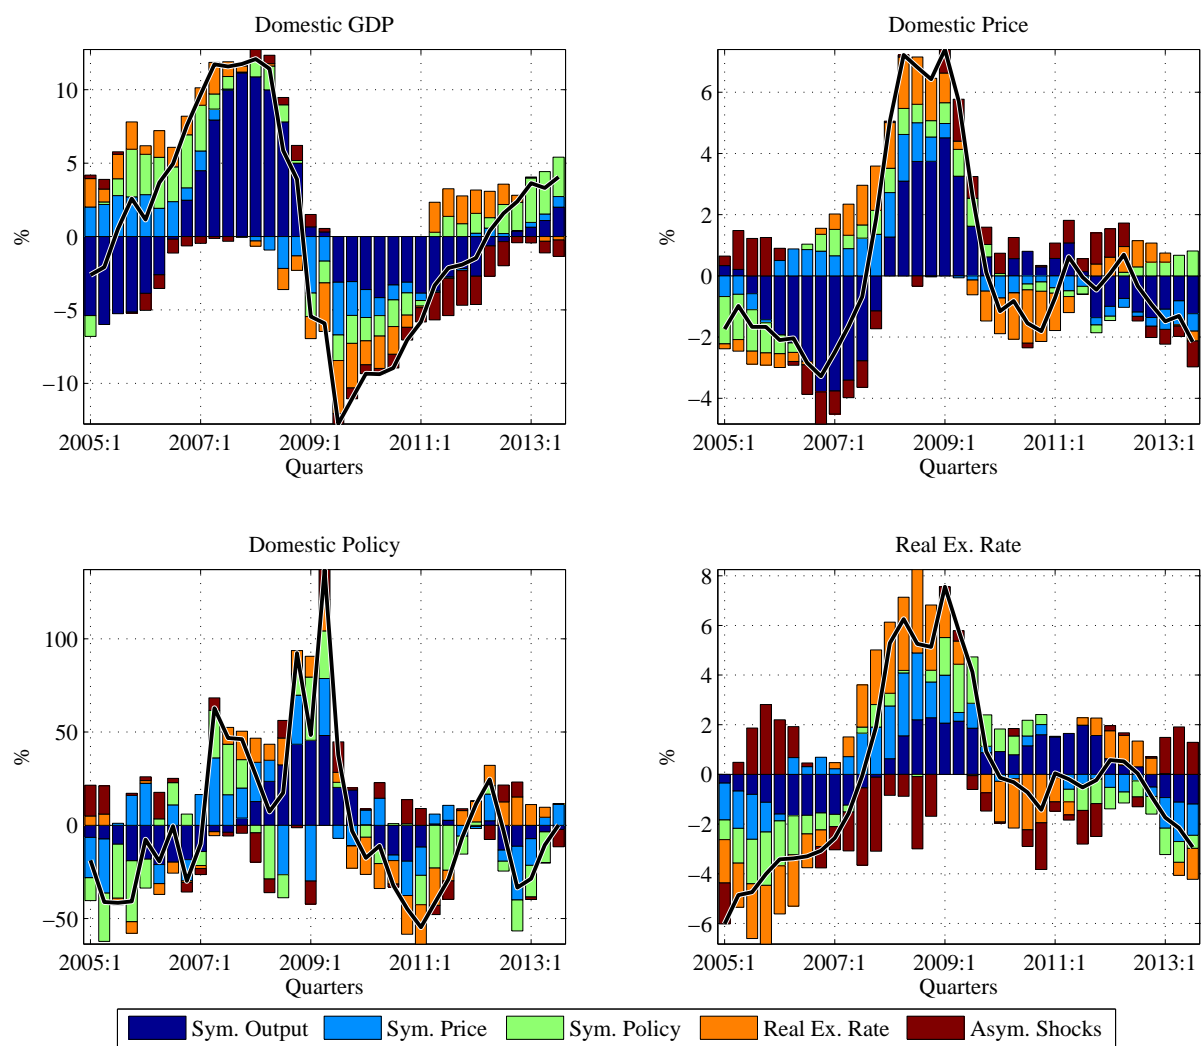 Domestic GDP
10
5
0
−5
−10
%
2005:1 2007:1 2009:1 2011:1 2013:1
Quarters
Domestic Price
6
4
2
0
−2
−4
%
2005:1 2007:1 2009:1 2011:1 2013:1
Quarters
Domestic Policy
100
50
0
−50
%
2005:1 2007:1 2009:1 2011:1 2013:1
Quarters
Real Ex. Rate
8
6
4
2
0
−2
−4
−6
%
2005:1 2007:1 2009:1 2011:1 2013:1
Quarters
Sym. Output Sym. Price Sym. Policy Real Ex. Rate Asym. Shocks